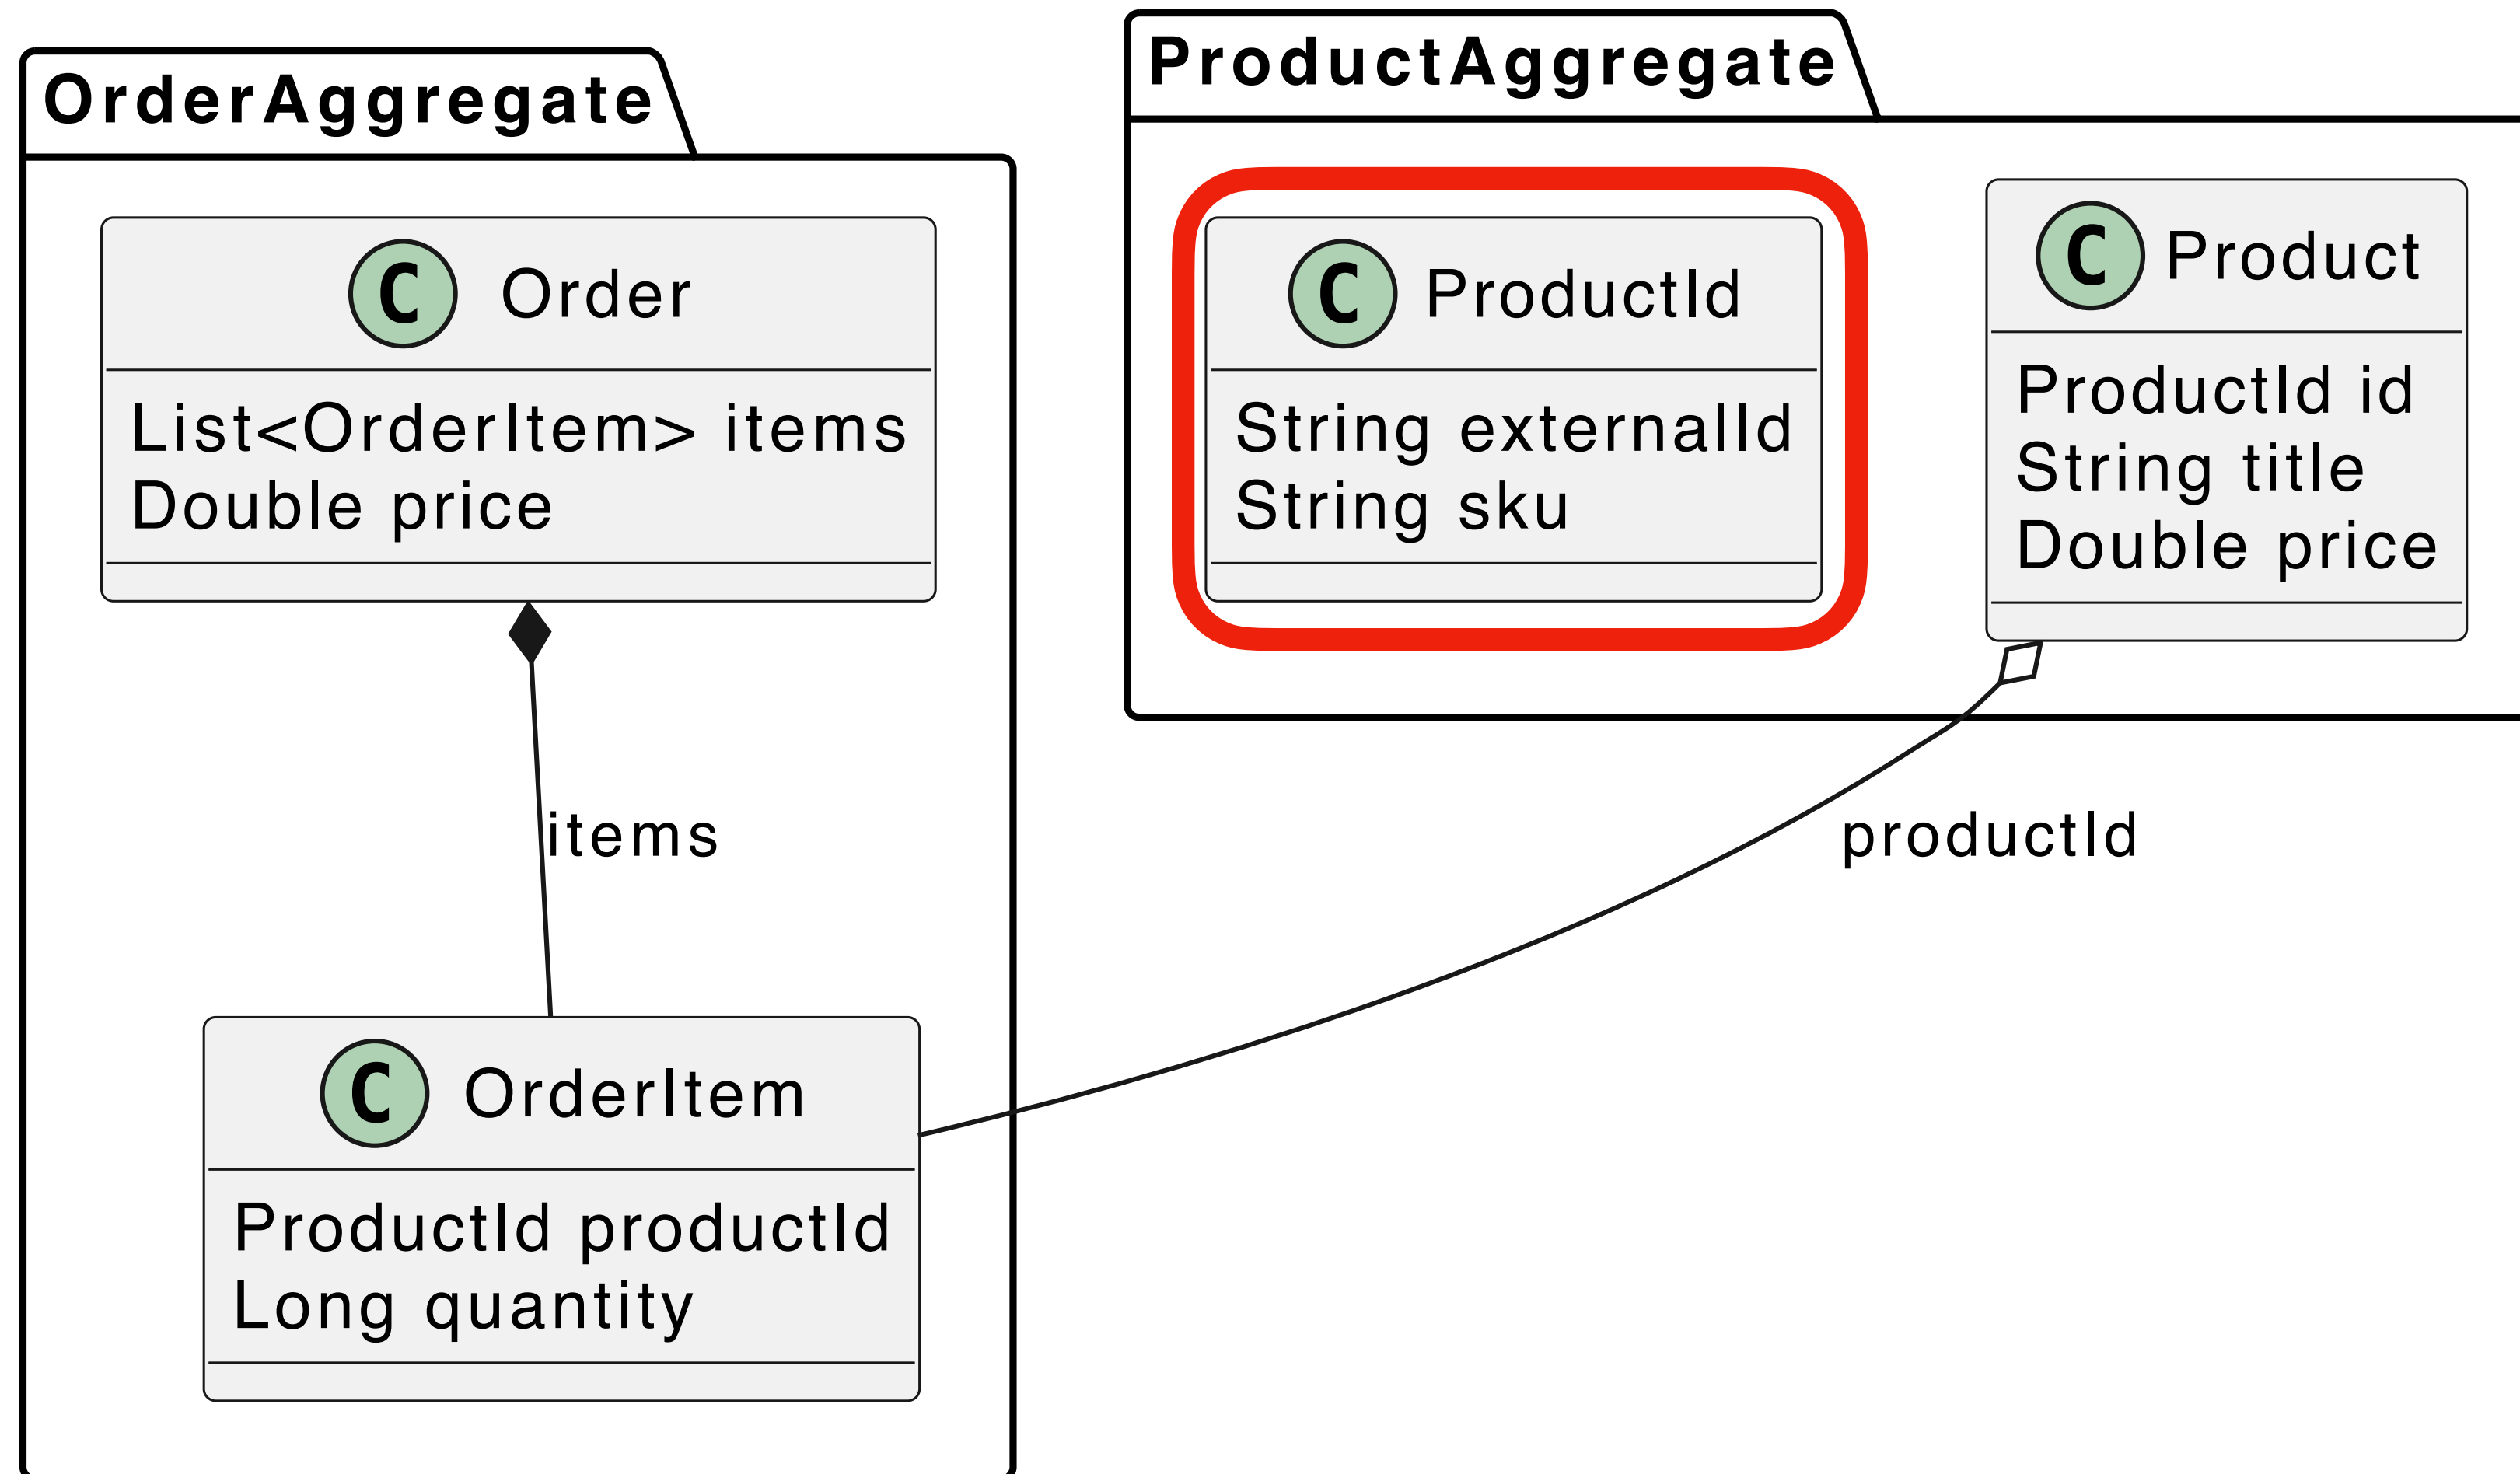 OrderAggregate
C Order
List<OrderItem> items
Double price
items
C OrderItem
ProductId productId
Long quantity
ProductAggregate
C ProductId
String externalId
String sku
C Product
ProductId id
String title
Double price
productId